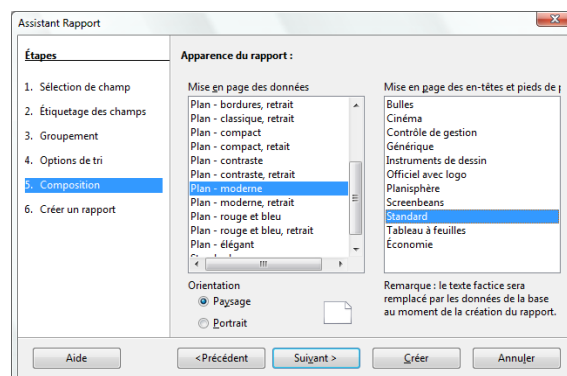 Assistant Rapport
Étapes
1. Sélection de champ
2. Étiquetage des champs
3. Groupement
4. Options de tri
5. Composition
6. Créer un rapport
Apparence du rapport :
Mise en page des données
Plan - bordures, retrait
Plan - classique, retrait
Plan - compact
Plan - compact, retait
Plan - contraste
Plan - contraste, retrait
Plan - moderne
Plan - moderne, retrait
Plan - rouge et bleu
Plan - rouge et bleu, retrait
Plan - élégant
Mise en page des en-têtes et pieds de
Bulles
Cinéma
Contrôle de gestion
Générique
Instruments de dessin
Officiel avec logo
Planisphère
Screenbeans
Standard
Tableau à feuilles
Économie
Orientation
Paysage
Portrait
Remarque : le texte factice sera
remplacé par les données de la base
au moment de la création du rapport.
Aide
<Précédent
Suivant >
Créer
Annuler